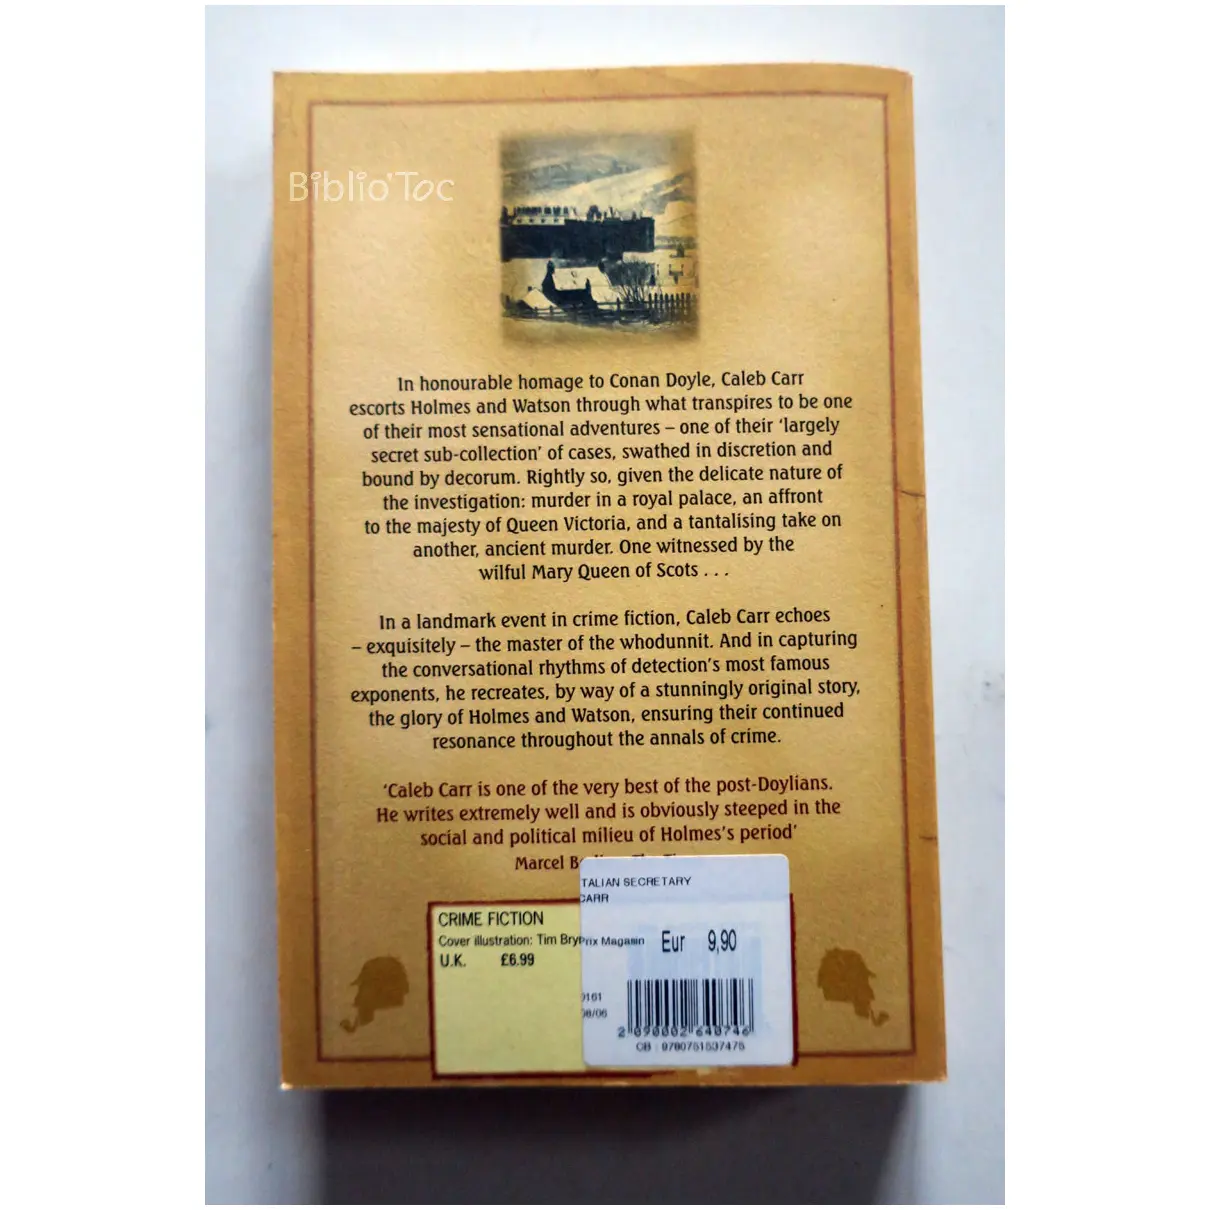 Biblio'Toc
In honourable homage to Conan Doyle, Caleb Carr
escorts Holmes and Watson through what transpires to be one
of their most sensational adventures – one of their ‘largely
secret sub-collection’ of cases, swathed in discretion and
bound by decorum. Rightly so, given the delicate nature of
the investigation: murder in a royal palace, an affront
to the majesty of Queen Victoria, and a tantalising take on
another, ancient murder. One witnessed by the
wilful Mary Queen of Scots . . .
In a landmark event in crime fiction, Caleb Carr echoes
– exquisitely – the master of the whodunnit. And in capturing
the conversational rhythms of detection’s most famous
exponents, he recreates, by way of a stunningly original story,
the glory of Holmes and Watson, ensuring their continued
resonance throughout the annals of crime.
‘Caleb Carr is one of the very best of the post-Doylians.
He writes extremely well and is obviously steeped in the
social and political milieu of Holmes’s period’
Marcel
TALIAN SECRETARY
CARR
CRIME FICTION
Cover illustration: Tim Bry
Prix Magasin Eur 9,90
U.K. £6.99
0161
08/06
2 090002 640746
CB : 9780751537475